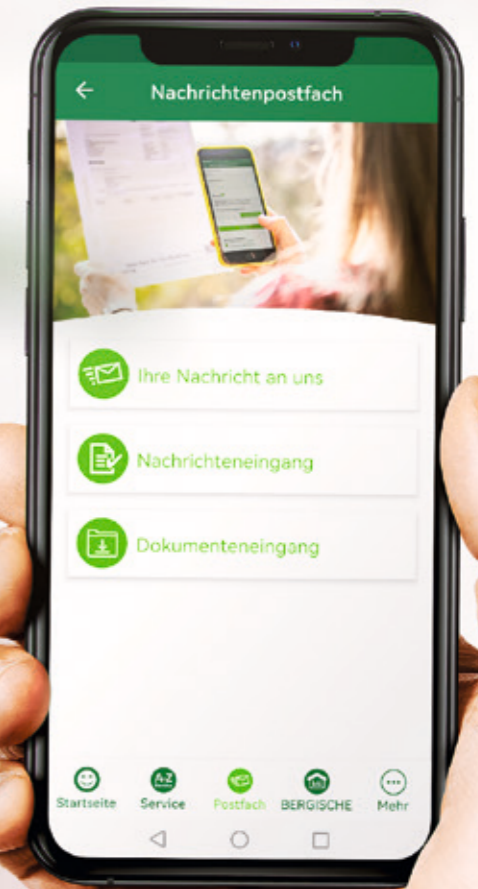 Nachrichtenpostfach
Ihre Nachricht an uns
Nachrichteneingang
Dokumenteneingang
A-Z
Startseite
Service
Postfach
BERGISCHE
Mehr